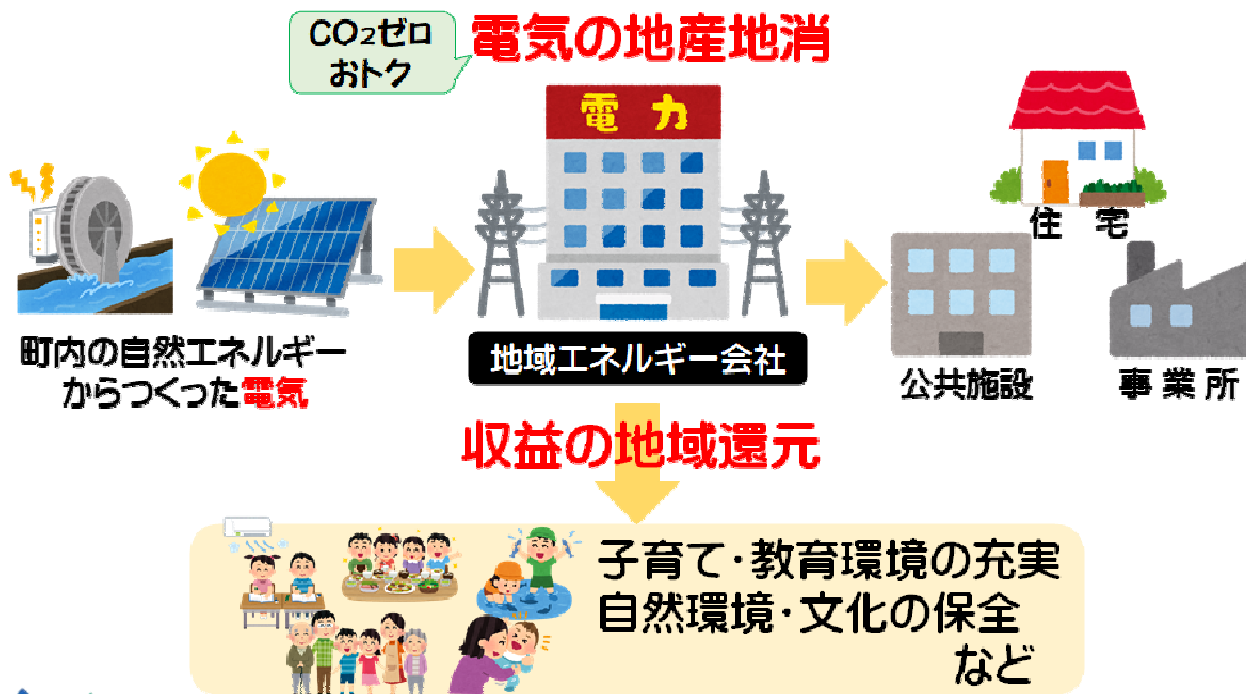 CO₂ゼロ
おトク
電気の地産地消
電 力
住 宅
町内の自然エネルギー
からつくった電気
地域エネルギー会社
公共施設
事業所
収益の地域還元
子育て・教育環境の充実
自然環境・文化の保全
など